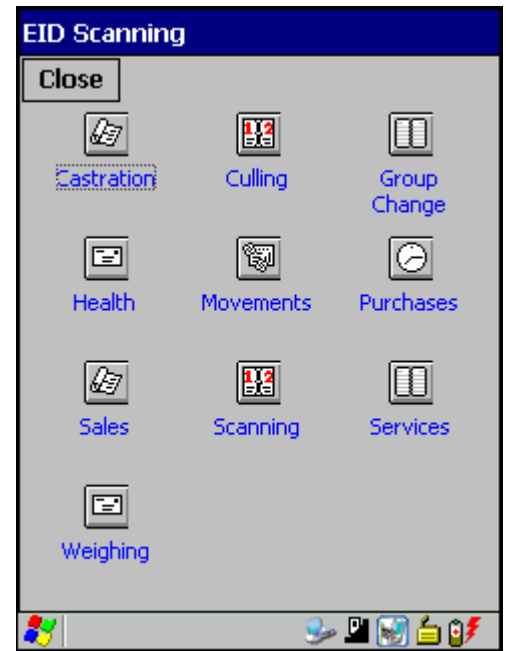 EID Scanning
Close
Castration
Culling
Group
Change
Health
Movements
Purchases
Sales
Scanning
Services
Weighing